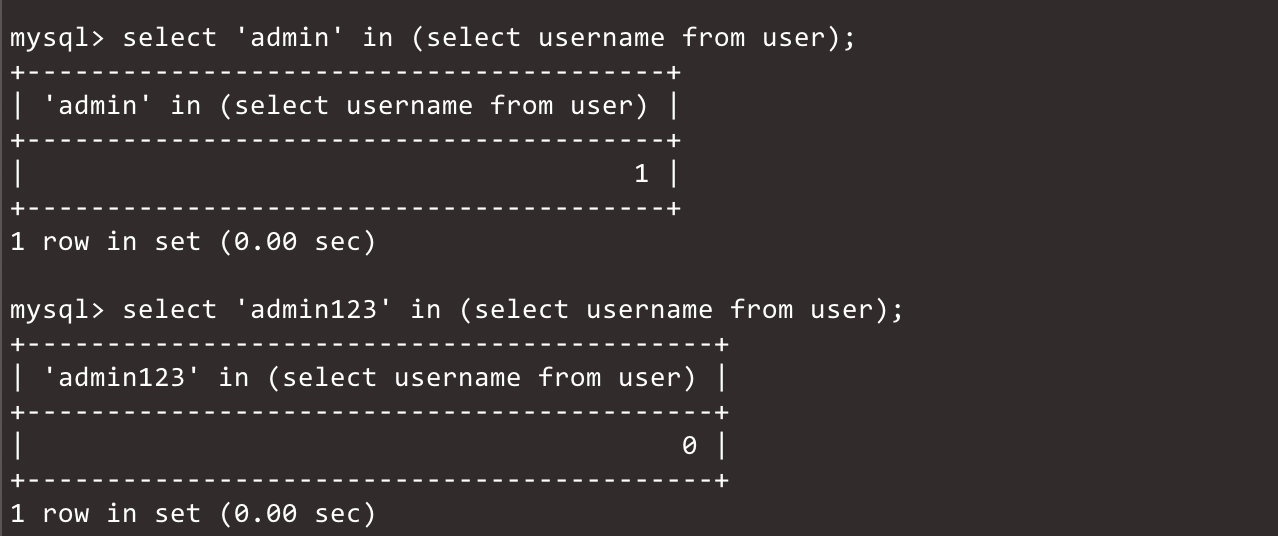 mysql> select 'admin' in (select username from user);
+----------------------------------------+
| 'admin' in (select username from user) |
+----------------------------------------+
|                                      1 |
+----------------------------------------+
1 row in set (0.00 sec)

mysql> select 'admin123' in (select username from user);
+-------------------------------------------+
| 'admin123' in (select username from user) |
+-------------------------------------------+
|                                         0 |
+-------------------------------------------+
1 row in set (0.00 sec)